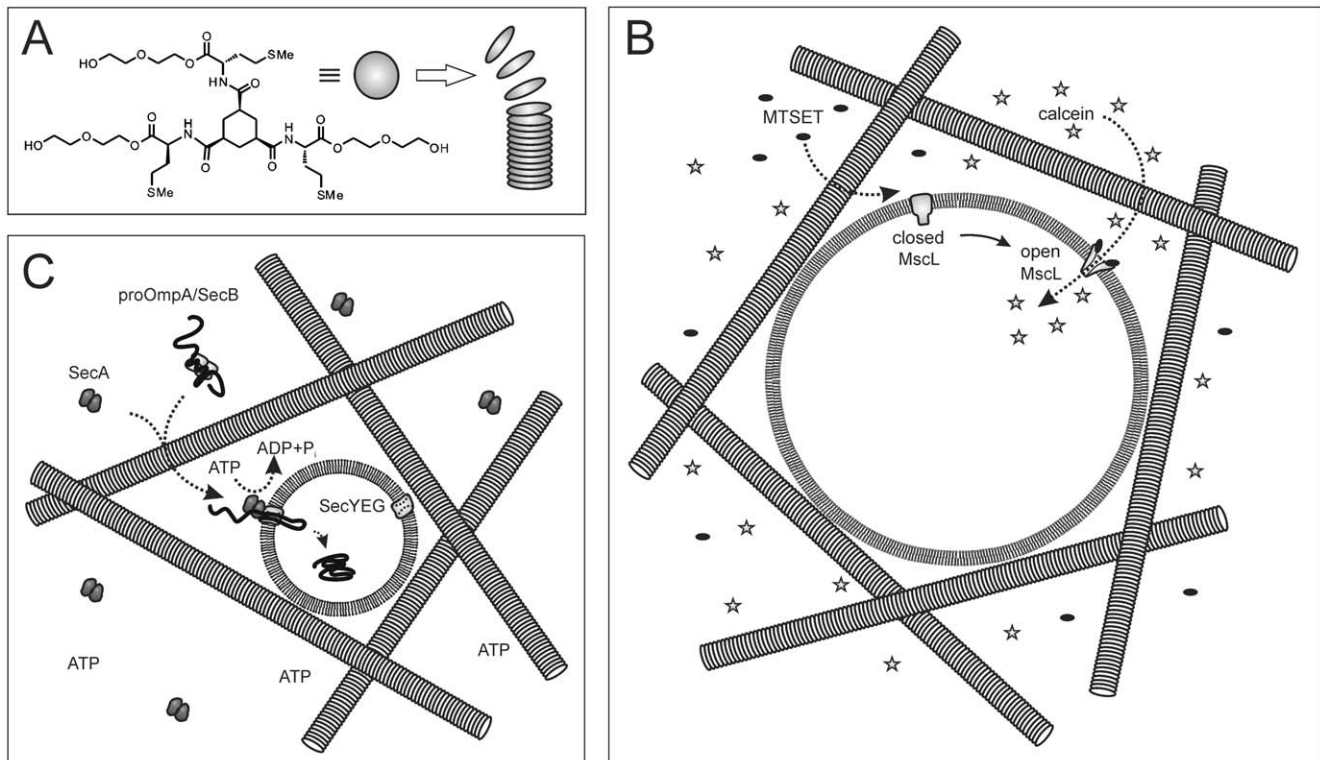 A
HO
O
O
O
SMe
NH
O
O
O
O
HO
O
O
O
H
N
H
N
O
O
O
O
OH
O
SMe
SMe
≡
B
MTSET
calcein
closed
MscL
open
MscL
C
proOmpA/SecB
SecA
ATP
ADP+Pi
SecYEG
ATP
ATP
ATP